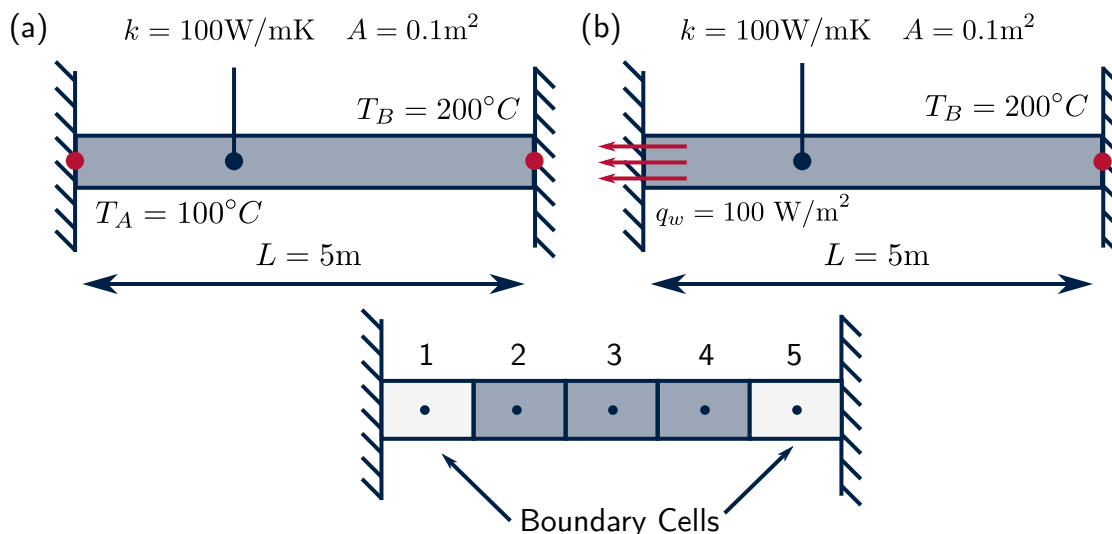 (a)
k = 100W/mK A = 0.1m²
T_B = 200°C
T_A = 100°C
L = 5m
(b)
k = 100W/mK A = 0.1m²
T_B = 200°C
q_w = 100 W/m²
L = 5m
1 2 3 4 5
Boundary Cells